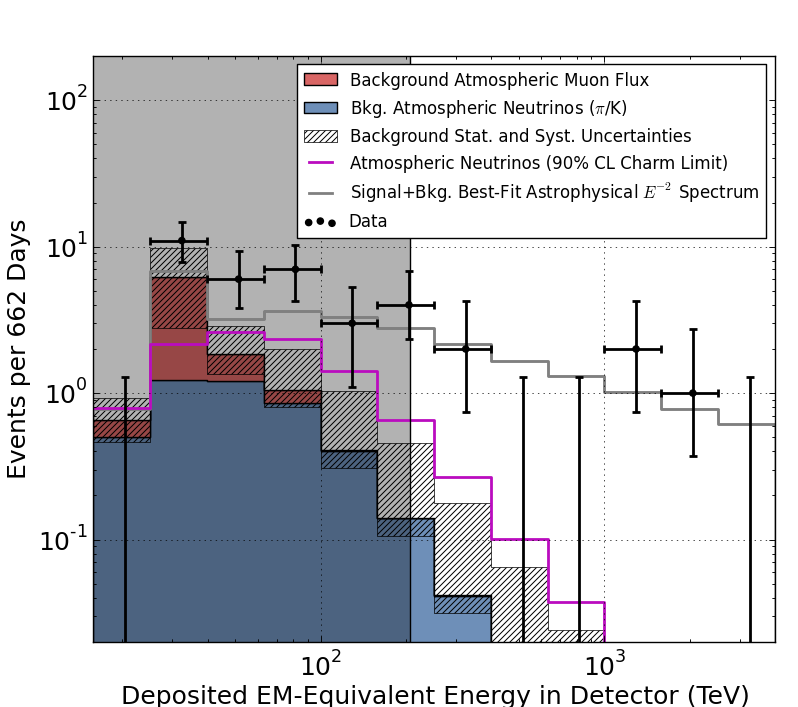 Background Atmospheric Muon Flux
Bkg. Atmospheric Neutrinos (π/K)
Background Stat. and Syst. Uncertainties
Atmospheric Neutrinos (90% CL Charm Limit)
Signal+Bkg. Best-Fit Astrophysical E⁻² Spectrum
Data
Events per 662 Days
10²
10¹
10⁰
10⁻¹
10² 10³
Deposited EM-Equivalent Energy in Detector (TeV)